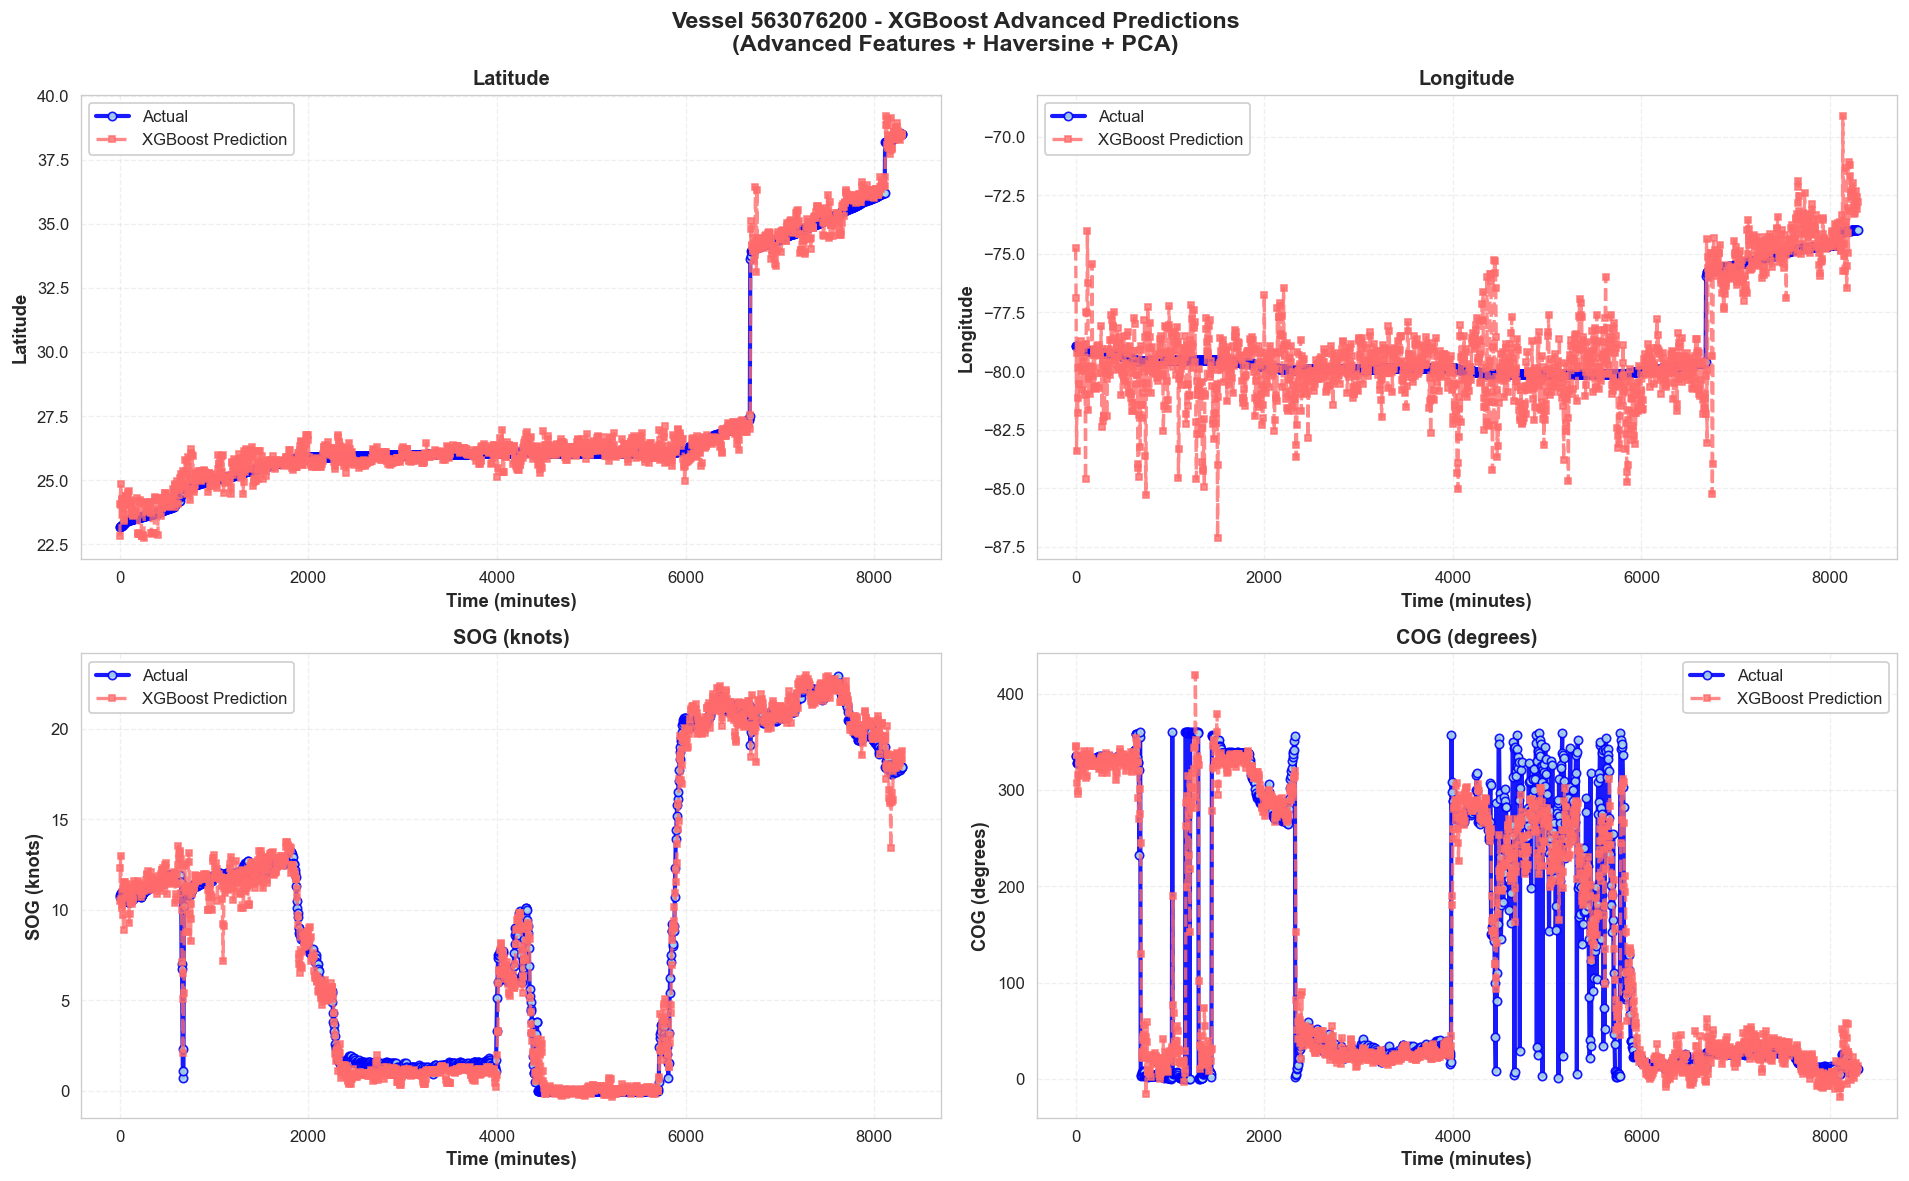 Vessel 563076200 - XGBoost Advanced Predictions
(Advanced Features + Haversine + PCA)
Latitude
Actual
XGBoost Prediction
Latitude
40.0
37.5
35.0
32.5
30.0
27.5
25.0
22.5
0
2000
4000
6000
8000
Time (minutes)
Longitude
Actual
XGBoost Prediction
Longitude
−70.0
−72.5
−75.0
−77.5
−80.0
−82.5
−85.0
−87.5
0
2000
4000
6000
8000
Time (minutes)
SOG (knots)
Actual
XGBoost Prediction
SOG (knots)
20
15
10
5
0
0
2000
4000
6000
8000
Time (minutes)
COG (degrees)
Actual
XGBoost Prediction
COG (degrees)
400
300
200
100
0
0
2000
4000
6000
8000
Time (minutes)